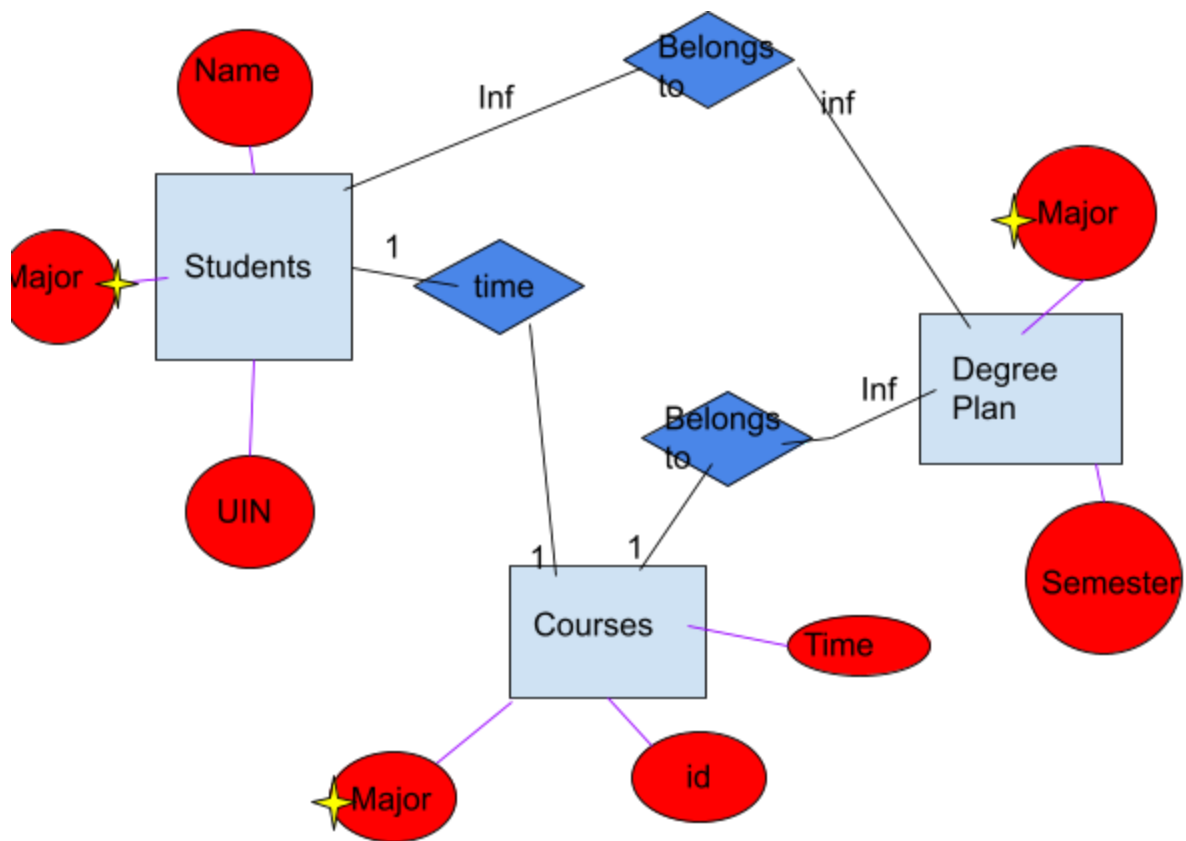 Belongs
to
Name
Inf
inf
Major
Major
Students
1
time
Degree
Plan
Inf
Belongs
to
UIN
1
1
Semester
Courses
Time
Major
id